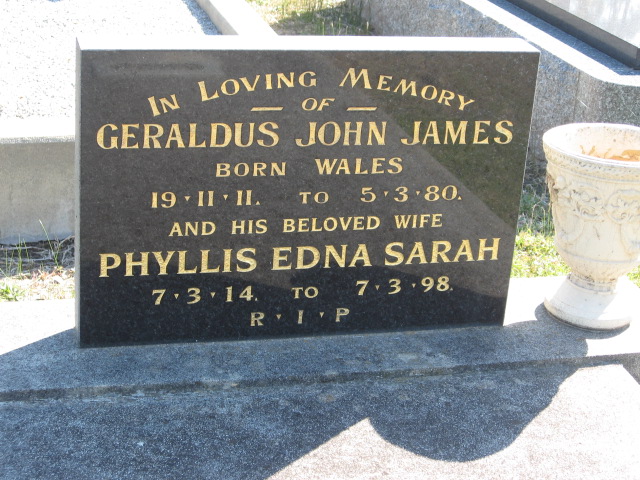 IN LOVING MEMORY
OF
GERALDUS JOHN JAMES
BORN WALES
19·11·11. TO 5·3·80.
AND HIS BELOVED WIFE
PHYLLIS EDNA SARAH
7·3·14. TO 7·3·98.
R·I·P